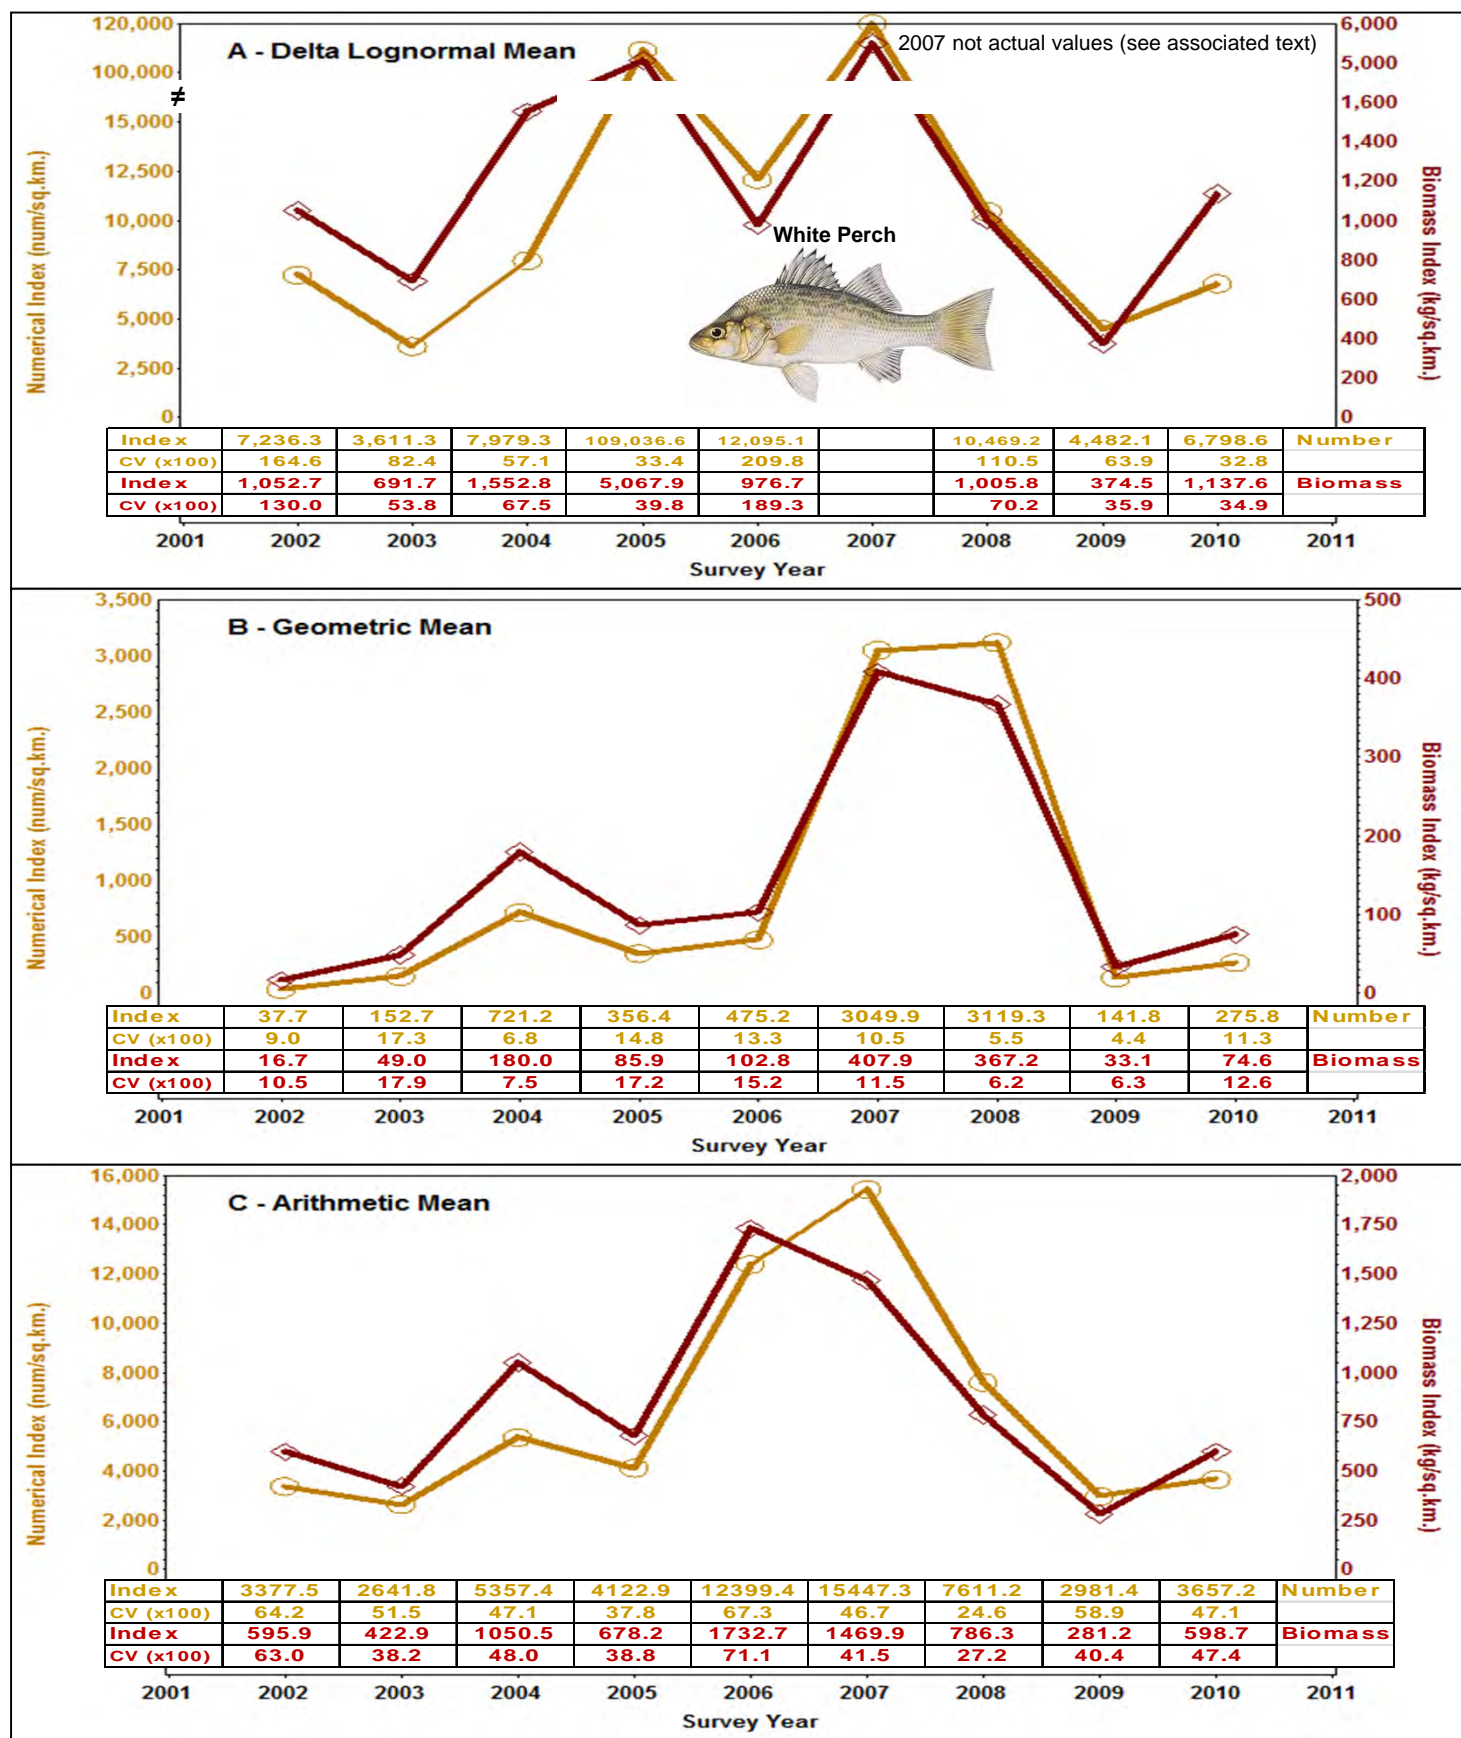 A - Delta Lognormal Mean
2007 not actual values (see associated text)
Numerical Index (num/sq.km.)
120,000
100,000
≠
15,000
12,500
10,000
7,500
5,000
2,500
0
6,000
5,000
1,600
1,400
1,200
1,000
800
600
400
200
0
Biomass Index (kg/sq.km.)
White Perch
Index 7,236.3 3,611.3 7,979.3 109,036.6 12,095.1 10,469.2 4,482.1 6,798.6 Number
CV (x100) 164.6 82.4 57.1 33.4 209.8 110.5 63.9 32.8
Index 1,052.7 691.7 1,552.8 5,067.9 976.7 1,005.8 374.5 1,137.6 Biomass
CV (x100) 130.0 53.8 67.5 39.8 189.3 70.2 35.9 34.9
2001 2002 2003 2004 2005 2006 2007 2008 2009 2010 2011
Survey Year
B - Geometric Mean
Numerical Index (num/sq.km.)
3,500
3,000
2,500
2,000
1,500
1,000
500
0
500
400
300
200
100
0
Biomass Index (kg/sq.km.)
Index 37.7 152.7 721.2 356.4 475.2 3049.9 3119.3 141.8 275.8 Number
CV (x100) 9.0 17.3 6.8 14.8 13.3 10.5 5.5 4.4 11.3
Index 16.7 49.0 180.0 85.9 102.8 407.9 367.2 33.1 74.6 Biomass
CV (x100) 10.5 17.9 7.5 17.2 15.2 11.5 6.2 6.3 12.6
2001 2002 2003 2004 2005 2006 2007 2008 2009 2010 2011
Survey Year
C - Arithmetic Mean
Numerical Index (num/sq.km.)
16,000
14,000
12,000
10,000
8,000
6,000
4,000
2,000
0
2,000
1,750
1,500
1,250
1,000
750
500
250
0
Biomass Index (kg/sq.km.)
Index 3377.5 2641.8 5357.4 4122.9 12399.4 15447.3 7611.2 2981.4 3657.2 Number
CV (x100) 64.2 51.5 47.1 37.8 67.3 46.7 24.6 58.9 47.1
Index 595.9 422.9 1050.5 678.2 1732.7 1469.9 786.3 281.2 598.7 Biomass
CV (x100) 63.0 38.2 48.0 38.8 71.1 41.5 27.2 40.4 47.4
2001 2002 2003 2004 2005 2006 2007 2008 2009 2010 2011
Survey Year